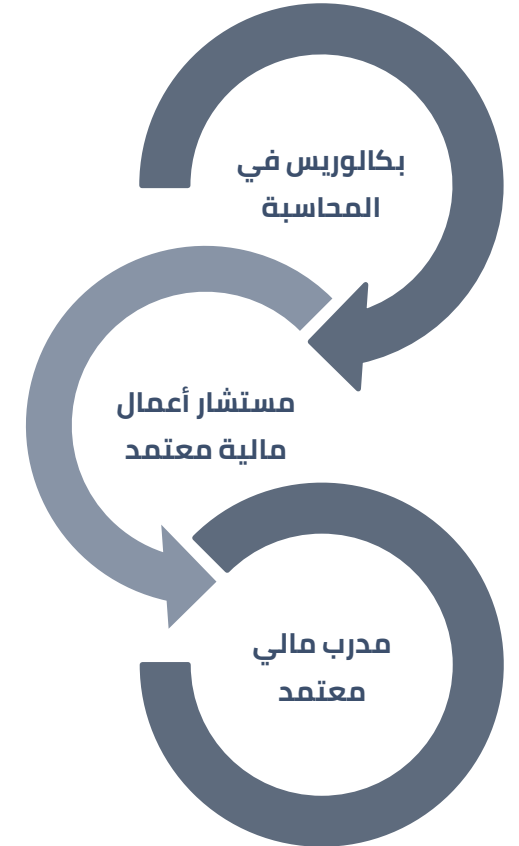 بكالوريس في
المحاسبة
مستشار أعمال
مالية معتمد
مدرب مالي
معتمد